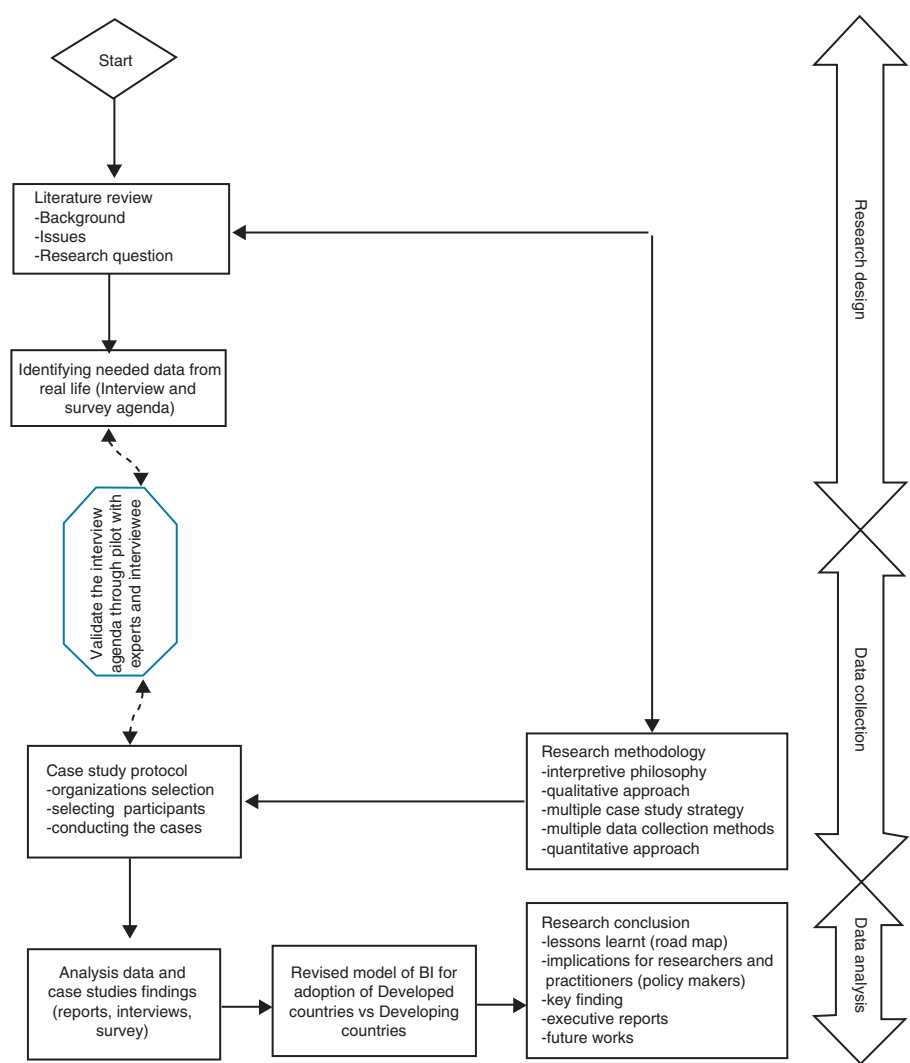 Start
Literature review
-Background
-Issues
-Research question
Identifying needed data from
real life (Interview and
survey agenda)
Validate the interview
agenda through pilot with
experts and interviewee
Case study protocol
-organizations selection
-selecting participants
-conducting the cases
Research methodology
-interpretive philosophy
-qualitative approach
-multiple case study strategy
-multiple data collection methods
-quantitative approach
Analysis data and
case studies findings
(reports, interviews,
survey)
Revised model of BI for
adoption of Developed
countries vs Developing
countries
Research conclusion
-lessons learnt (road map)
-implications for researchers and
practitioners (policy makers)
-key finding
-executive reports
-future works
Research design
Data collection
Data analysis